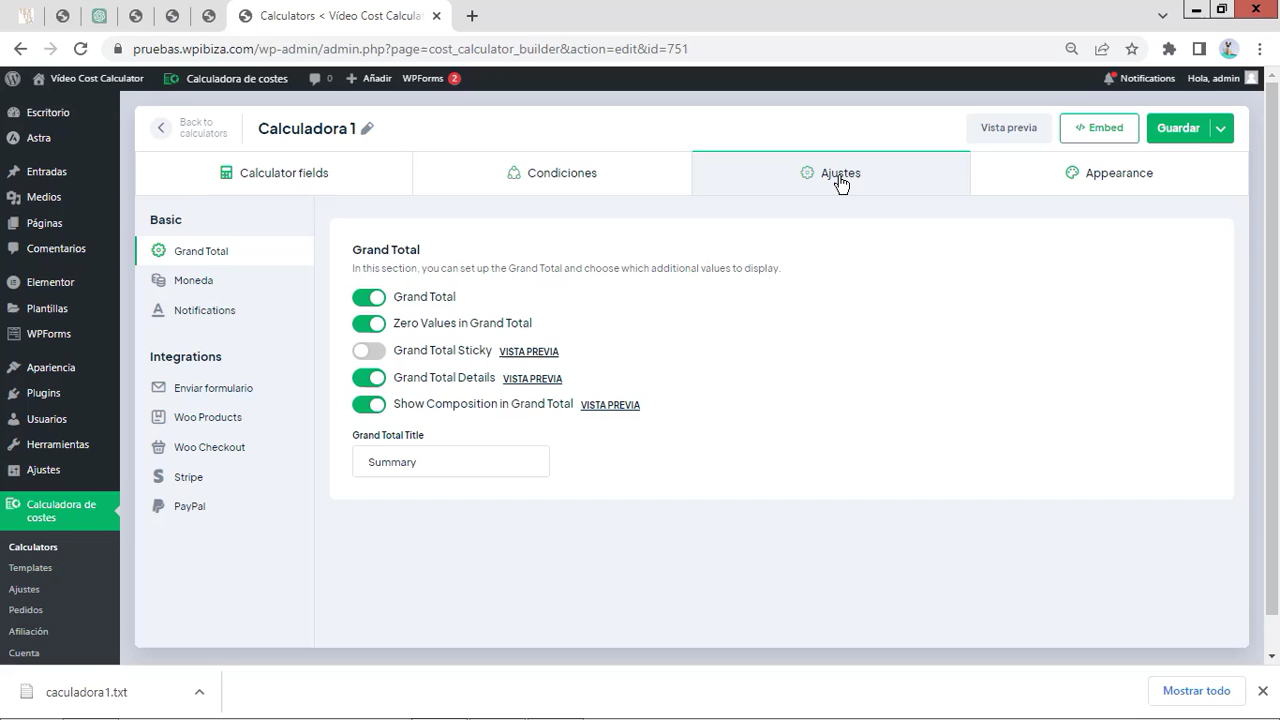 Calculators < Vídeo Cost Calcula
pruebas.wpibiza.com/wp-admin/admin.php?page=cost_calculator_builder&action=edit&id=751
Vídeo Cost Calculator
Calculadora de costes
0
Añadir
WPForms 2
Notifications
Hola, admin
Escritorio
Astra
Entradas
Medios
Páginas
Comentarios
Elementor
Plantillas
WPForms
Apariencia
Plugins
Usuarios
Herramientas
Ajustes
Calculadora de
costes
Calculators
Templates
Ajustes
Pedidos
Afiliación
Cuenta
Back to
calculators
Calculadora 1
Vista previa
Embed
Guardar
Calculator fields
Condiciones
Ajustes
Appearance
Basic
Grand Total
Moneda
Notifications
Integrations
Enviar formulario
Woo Products
Woo Checkout
Stripe
PayPal
Grand Total
In this section, you can set up the Grand Total and choose which additional values to display.
Grand Total
Zero Values in Grand Total
Grand Total Sticky VISTA PREVIA
Grand Total Details VISTA PREVIA
Show Composition in Grand Total VISTA PREVIA
Grand Total Title
Summary
caculadora1.txt
Mostrar todo